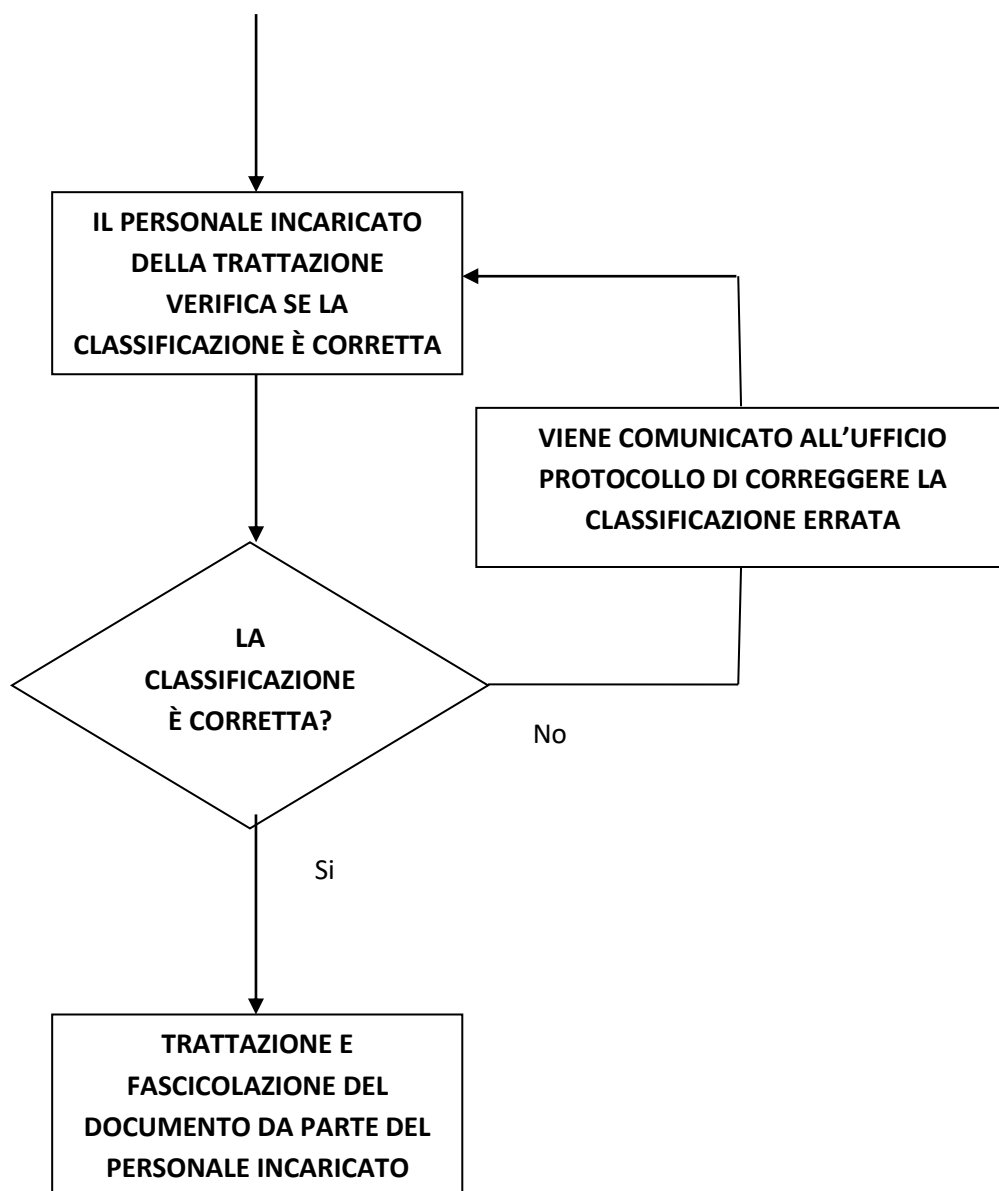 IL PERSONALE INCARICATO
DELLA TRATTAZIONE
VERIFICA SE LA
CLASSIFICAZIONE È CORRETTA
VIENE COMUNICATO ALL’UFFICIO
PROTOCOLLO DI CORREGGERE LA
CLASSIFICAZIONE ERRATA
LA
CLASSIFICAZIONE
È CORRETTA?
No
Si
TRATTAZIONE E
FASCICOLAZIONE DEL
DOCUMENTO DA PARTE DEL
PERSONALE INCARICATO